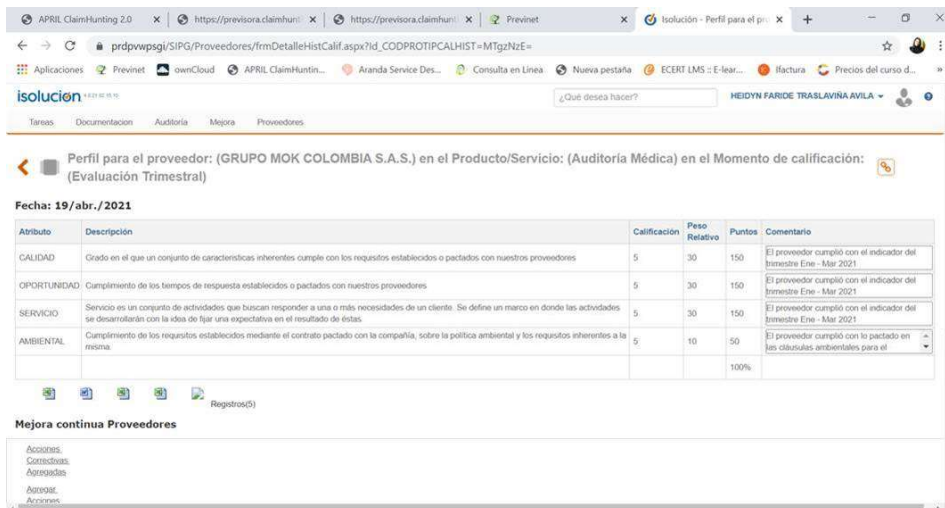 APRIL ClaimHunting 2.0
https://previsora.claimhunti
https://previsora.claimhunti
Previnet
Isolución - Perfil para el pro
prdpvwpsgi/SIPG/Proveedores/frmDetalleHistCalif.aspx?Id_CODPROTIPCALHIST=MTgzNzE=
Aplicaciones Previnet ownCloud APRIL ClaimHuntin... Aranda Service Des... Consulta en Linea Nueva pestaña ECERT LMS :: E-lear... Ifactura Precios del curso d... »
isolución
¿Qué desea hacer?
HEIDYN FARIDE TRASLAVIÑA AVILA
Tareas Documentacion Auditoría Mejora Proveedores
Perfil para el proveedor: (GRUPO MOK COLOMBIA S.A.S.) en el Producto/Servicio: (Auditoría Médica) en el Momento de calificación:
(Evaluación Trimestral)
Fecha: 19/abr./2021
Atributo Descripción Calificación Peso Relativo Puntos Comentario
CALIDAD Grado en el que un conjunto de características inherentes cumple con los requisitos establecidos o pactados con nuestros proveedores 5 30 150 El proveedor cumplió con el indicador del
trimestre Ene - Mar 2021
OPORTUNIDAD Cumplimiento de los tiempos de respuesta establecidos o pactados con nuestros proveedores 5 30 150 El proveedor cumplió con el indicador del
trimestre Ene - Mar 2021
SERVICIO Servicio es un conjunto de actividades que buscan responder a una o más necesidades de un cliente. Se define un marco en donde las actividades
se desarrollarán con la idea de fijar una expectativa en el resultado de éstas. 5 30 150 El proveedor cumplió con el indicador del
trimestre Ene - Mar 2021
AMBIENTAL Cumplimiento de los requisitos establecidos mediante el contrato pactado con la compañía, sobre la política ambiental y los requisitos inherentes a la
misma. 5 10 50 El proveedor cumplió con lo pactado en
las cláusulas ambientales para el
100%
Registros(5)
Mejora continua Proveedores
Acciones
Correctivas
Agregadas
Agregar
Acciones